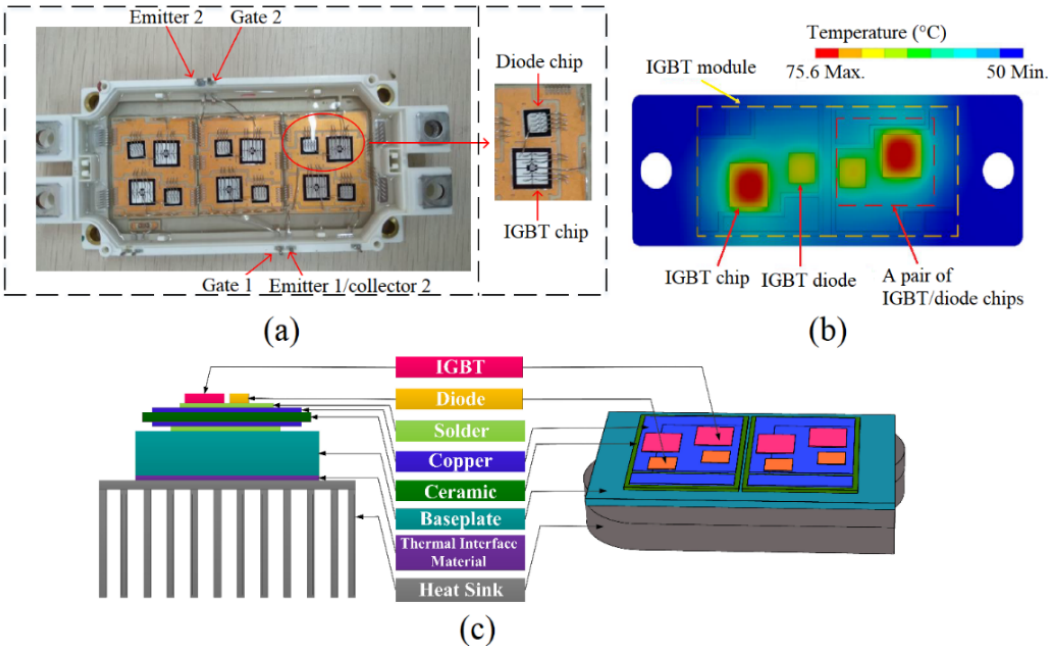 Emitter 2
Gate 2
Diode chip
IGBT chip
Gate 1
Emitter 1/collector 2
(a)
Temperature (°C)
75.6 Max.
50 Min.
IGBT module
IGBT chip
IGBT diode
A pair of
IGBT/diode chips
(b)
IGBT
Diode
Solder
Copper
Ceramic
Baseplate
Thermal Interface
Material
Heat Sink
(c)